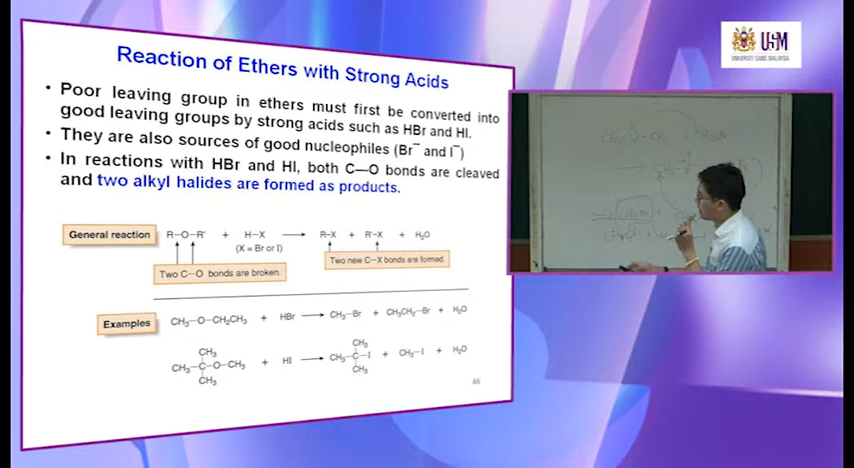 Reaction of Ethers with Strong Acids
• Poor leaving group in ethers must first be converted into
good leaving groups by strong acids such as HBr and HI.
• They are also sources of good nucleophiles (Br⁻ and I⁻)
• In reactions with HBr and HI, both C—O bonds are cleaved
and two alkyl halides are formed as products.
General reaction R—O—R' + H—X ⟶ R-X + R'-X + H₂O
(X = Br or I)
Two C—O bonds are broken.
Two new C—X bonds are formed.
Examples CH₃—O—CH₂CH₃ + HBr ⟶ CH₃—Br + CH₃CH₂—Br + H₂O
CH₃ CH₃
CH₃—C—O—CH₃ + HI ⟶ CH₃—C—I + CH₃—I + H₂O
CH₃ CH₃
46
USM
UNIVERSITI SAINS MALAYSIA